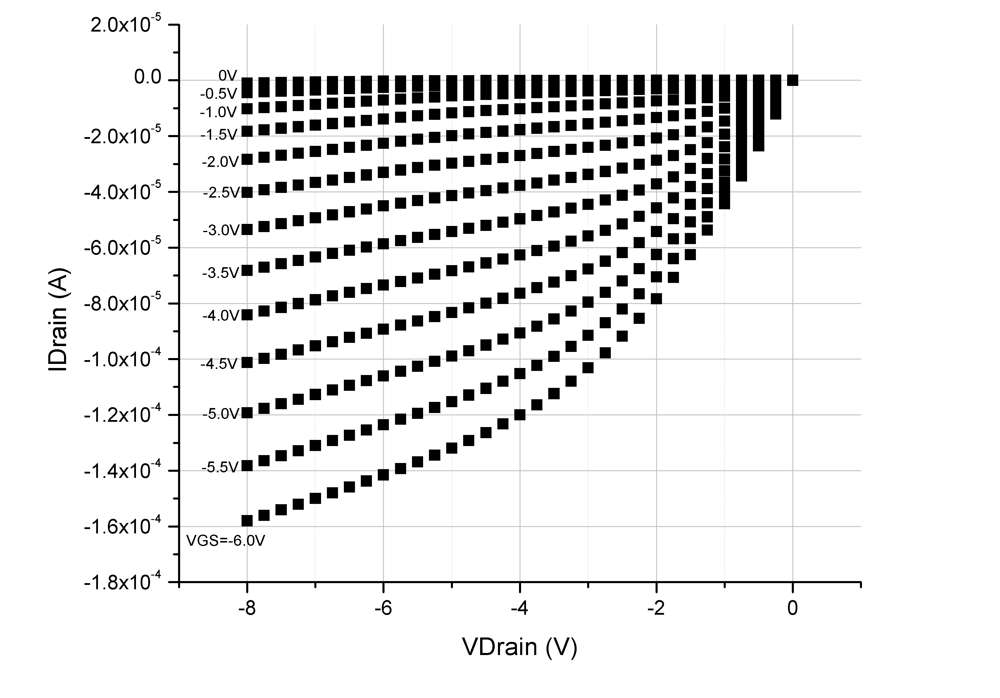 2.0x10^-5
0.0
-2.0x10^-5
-4.0x10^-5
-6.0x10^-5
-8.0x10^-5
-1.0x10^-4
-1.2x10^-4
-1.4x10^-4
-1.6x10^-4
-1.8x10^-4
IDrain (A)
0V
-0.5V
-1.0V
-1.5V
-2.0V
-2.5V
-3.0V
-3.5V
-4.0V
-4.5V
-5.0V
-5.5V
VGS=-6.0V
-8 -6 -4 -2 0
VDrain (V)